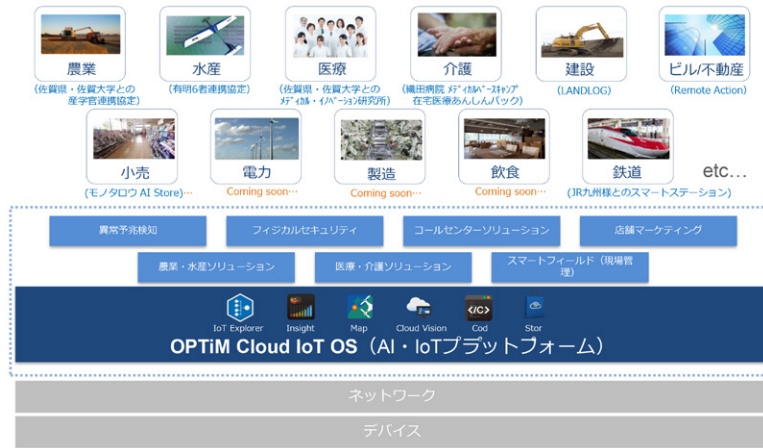 農業
水産
医療
介護
建設
ビル/不動産
(佐賀県・佐賀大学との
産学官連携協定)
(有明6者連携協定)
(佐賀県・佐賀大学との
メディカル・イノベーション研究所)
(織田病院 メディカルベースキャンプ
在宅医療あんしんパック)
(LANDLOG)
(Remote Action)
小売
電力
製造
飲食
鉄道
etc…
(モノタロウ AI Store)…
Coming soon…
Coming soon…
Coming soon…
(JR九州様とのスマートステーション)
異常予兆検知
フィジカルセキュリティ
コールセンターソリューション
店舗マーケティング
農業・水産ソリューション
医療・介護ソリューション
スマートフィールド（現場管
理）
</C>
IoT Explorer
Insight
Map
Cloud Vision
Cod
Stor
OPTiM Cloud IoT OS（AI・IoTプラットフォーム）
ネットワーク
デバイス